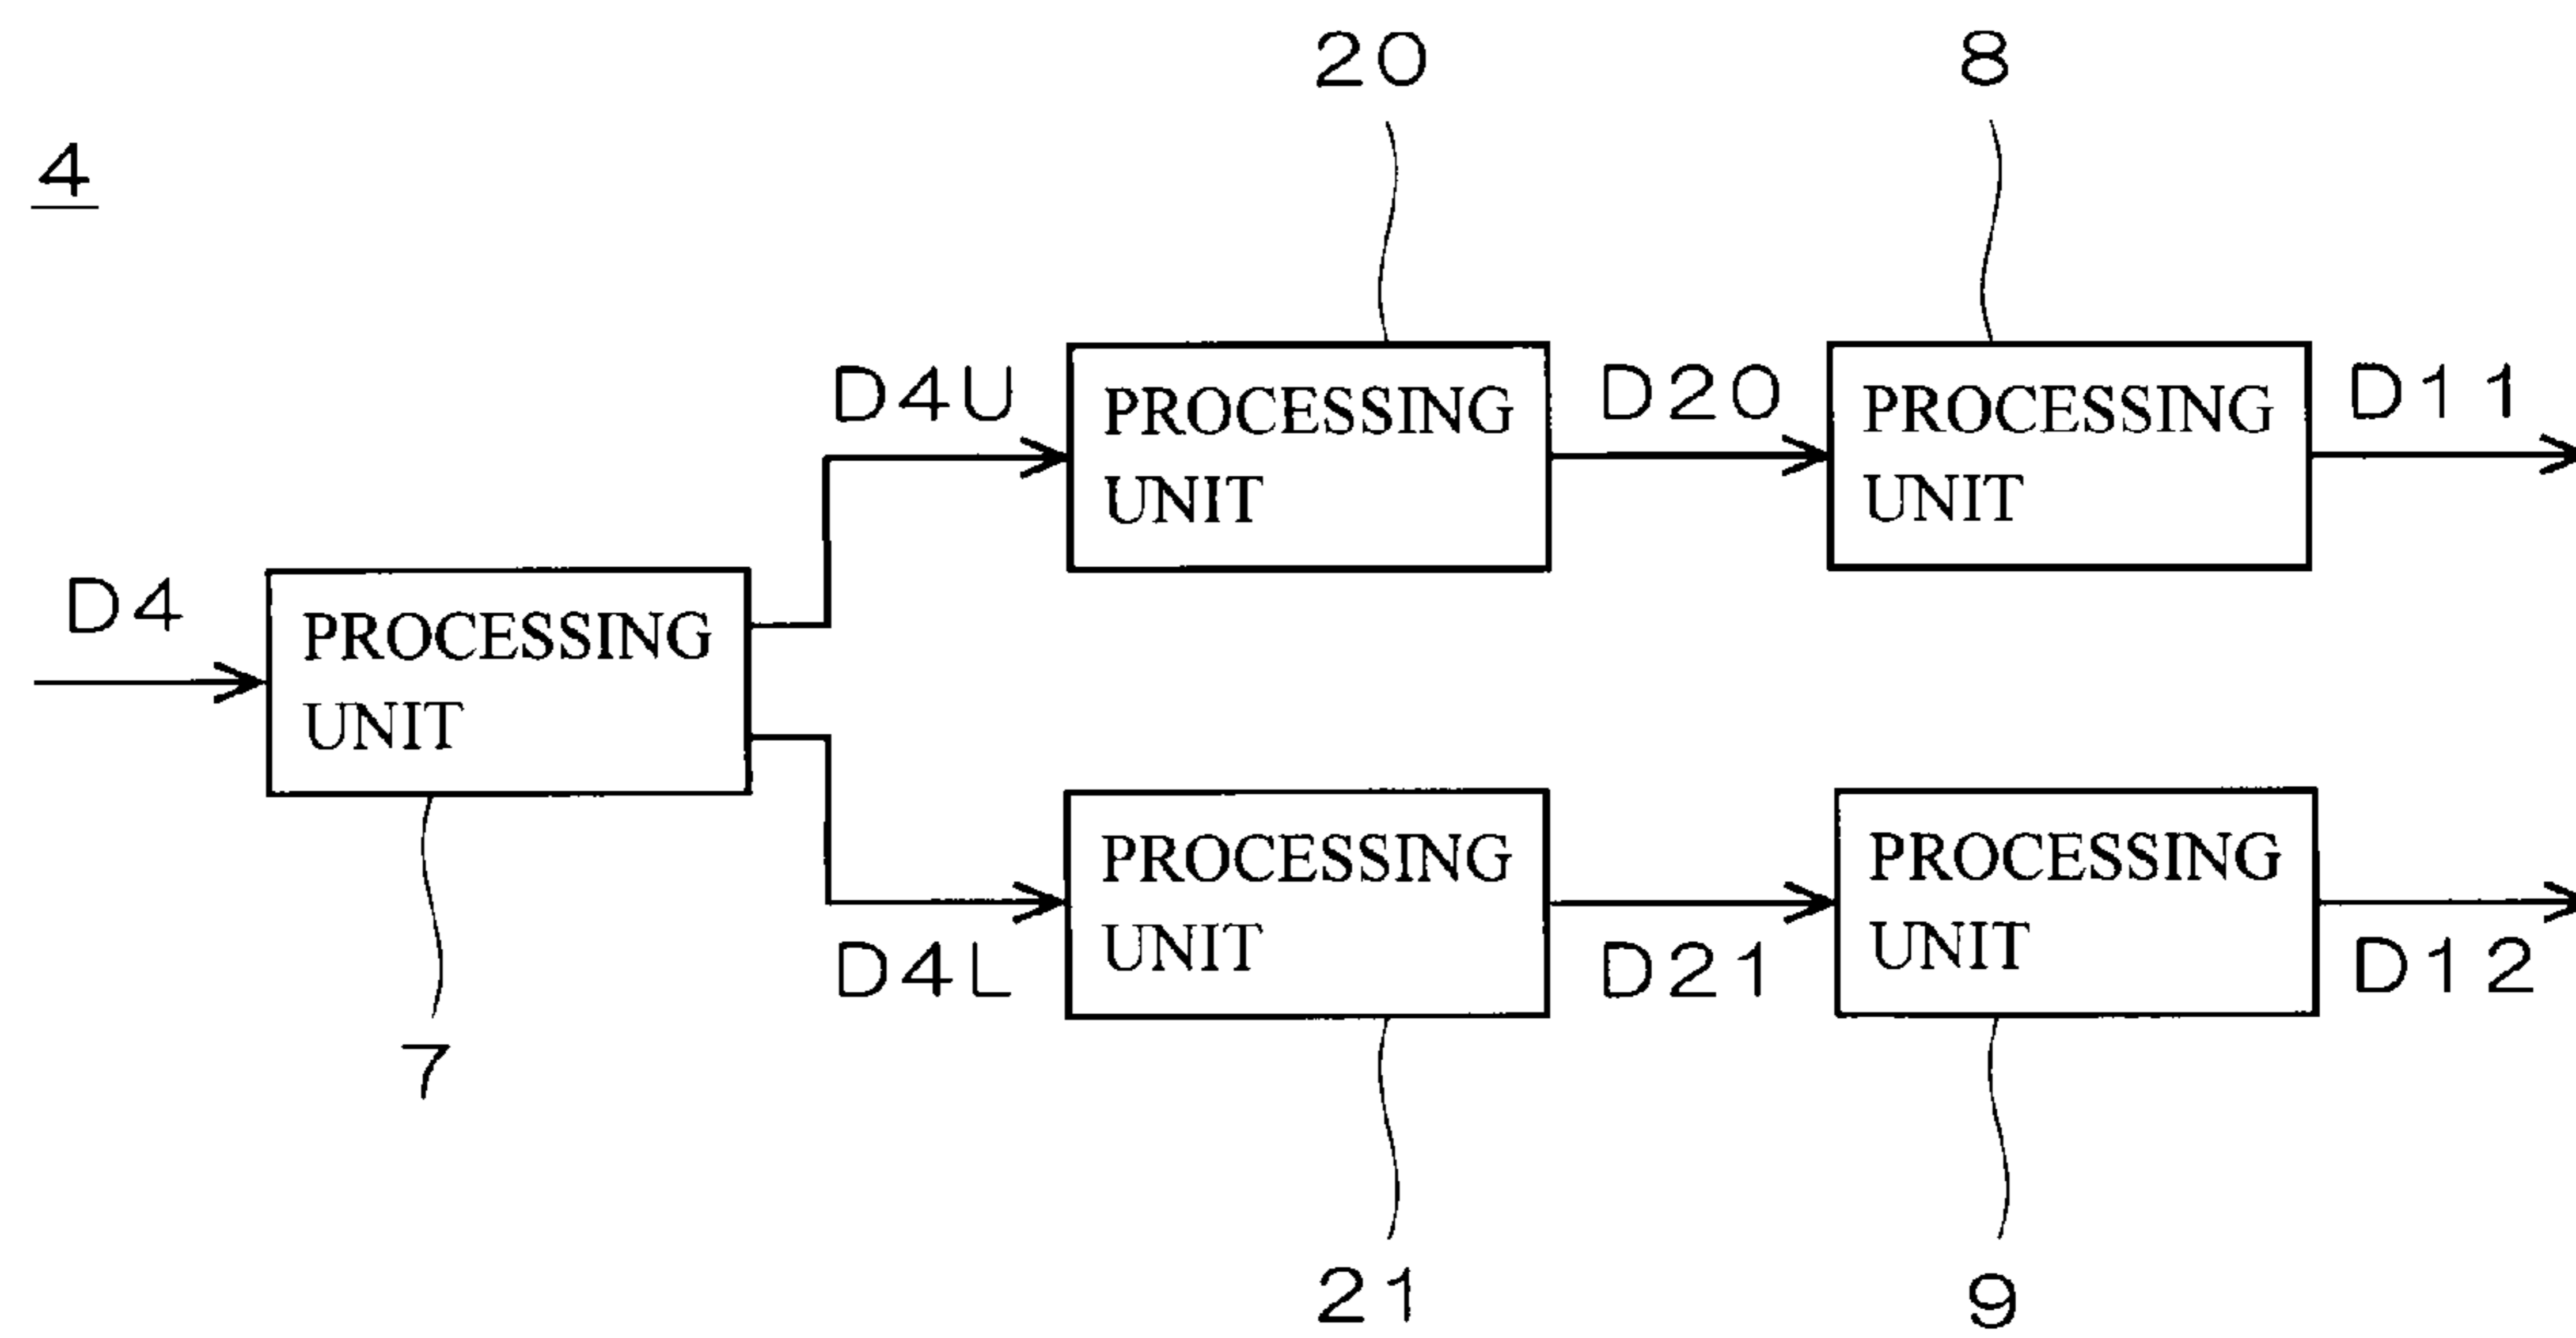 20
8
4
D4U
PROCESSING
UNIT
D20
PROCESSING
UNIT
D11
D4
PROCESSING
UNIT
D4L
PROCESSING
UNIT
D21
PROCESSING
UNIT
D12
7
21
9